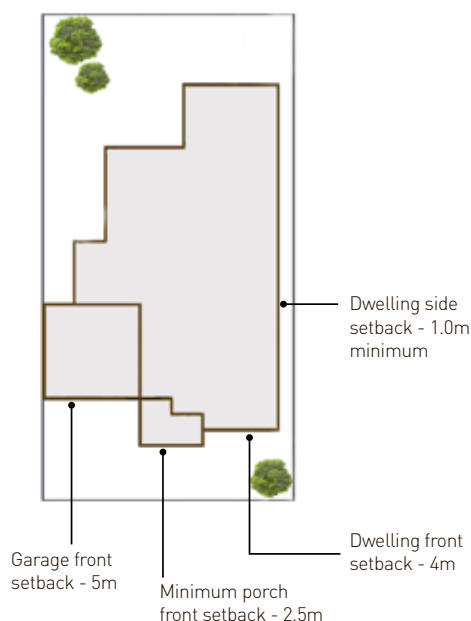 Dwelling side
setback - 1.0m
minimum
Dwelling front
setback - 4m
Garage front
setback - 5m
Minimum porch
front setback - 2.5m